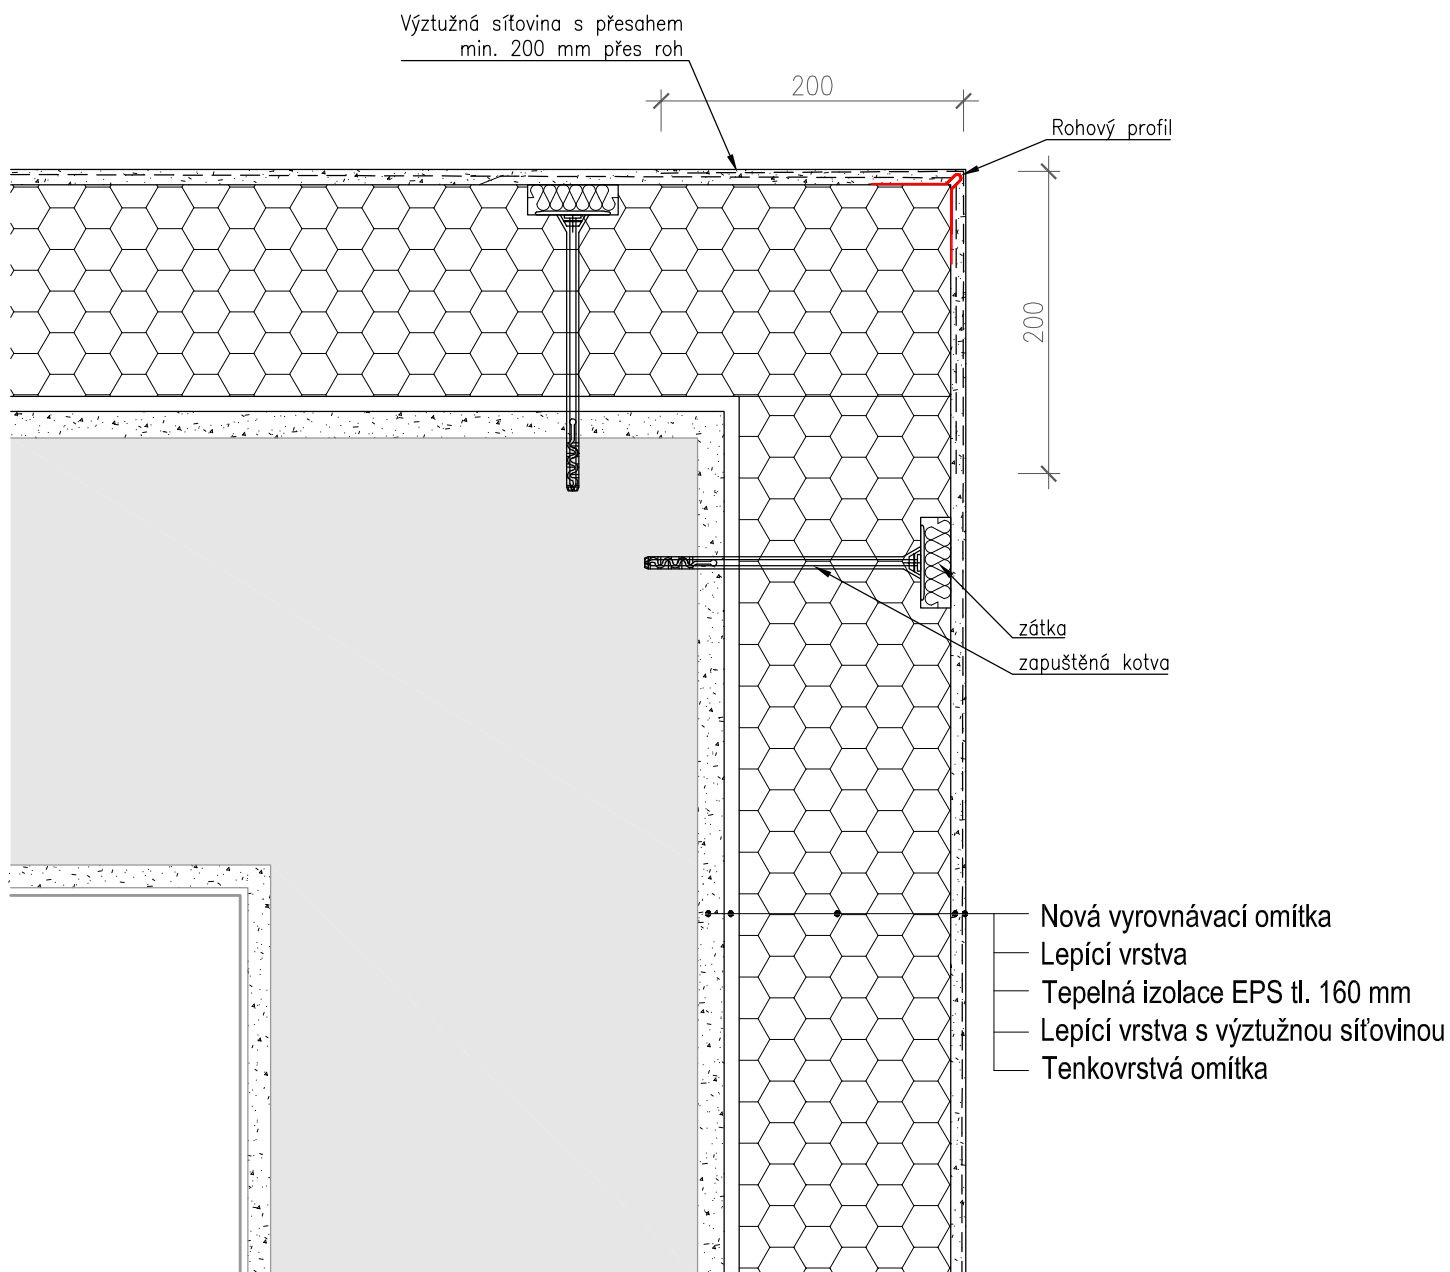 Výztužná síťovina s přesahem
min. 200 mm přes roh
200
Rohový profil
200
zátka
zapuštěná kotva
Nová vyrovnávací omítka
Lepící vrstva
Tepelná izolace EPS tl. 160 mm
Lepící vrstva s výztužnou síťovinou
Tenkovrstvá omítka